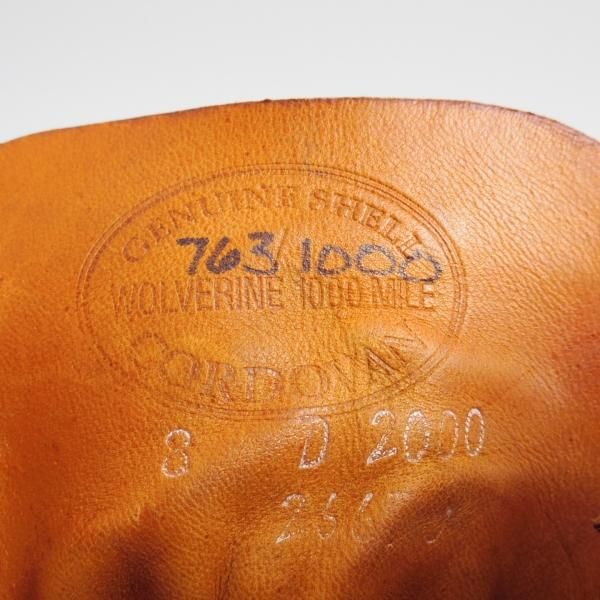 GENUINE SHELL
763/1000
WOLVERINE 1000 MILE
CORDOVAN
8 D 2000